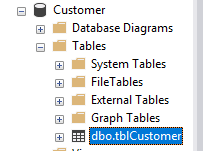 Customer
Database Diagrams
Tables
System Tables
FileTables
External Tables
Graph Tables
dbo.tblCustomer